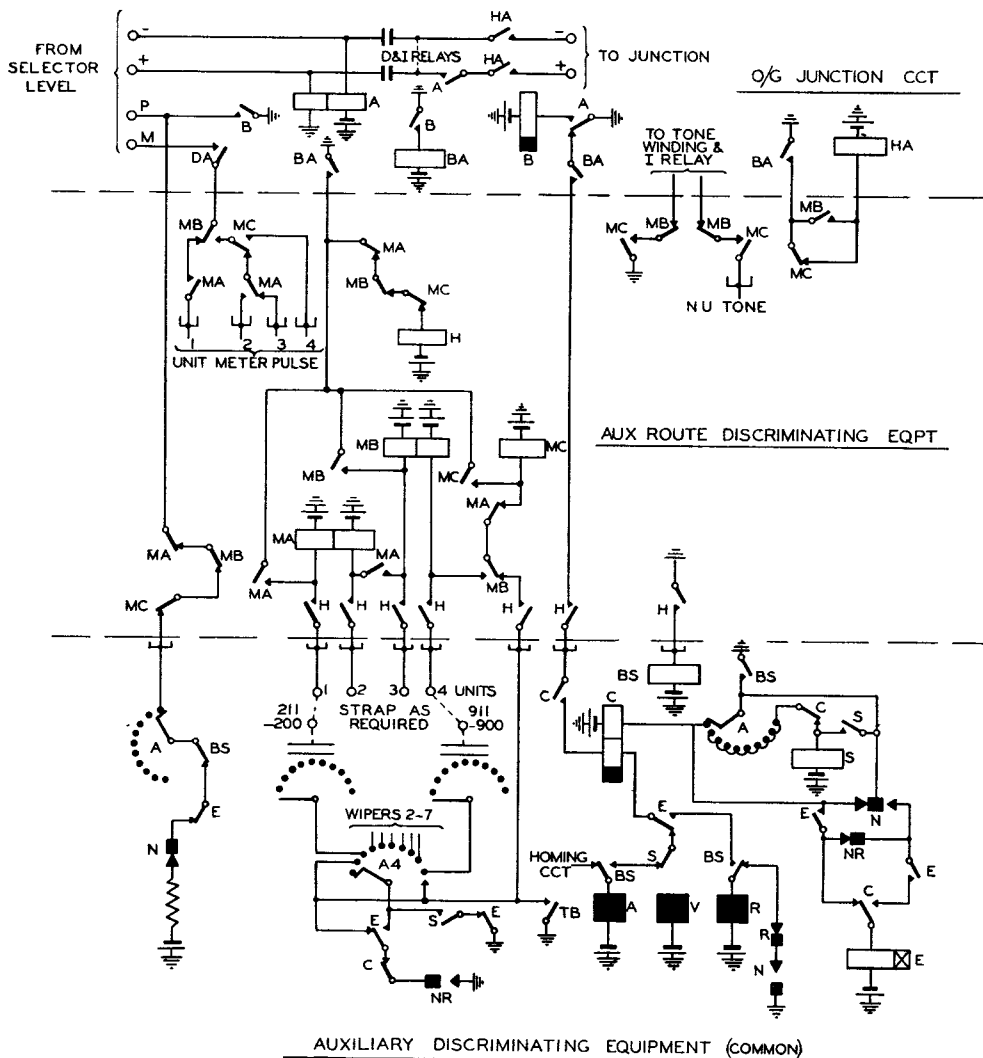 HA
-
-
FROM
SELECTOR
LEVEL
D&I RELAYS
TO JUNCTION
+
HA
+
A
O/G JUNCTION CCT
A
A
P
B
B
M
TO TONE
WINDING &
I RELAY
BA
HA
DA
BA
BA
B
BA
MB
MC
MB
MC
MA
MC
MB
MB
MC
MA
MA
MB
MC
MC
N U TONE
1
2
3
4
H
UNIT METER PULSE
MB
MC
AUX ROUTE DISCRIMINATING EQPT
MB
MC
MA
MA
MA
MB
MA
MC
MA
MB
H
H
H
H
H
H
H
BS
BS
1
2
3
4 UNITS
C
C
211
-200
STRAP AS
REQUIRED
911
-900
A
C
S
A
BS
S
WIPERS 2-7
E
E
N
N
E
HOMING
CCT
S
BS
BS
NR
E
A4
A
V
R
C
E
S
E
TB
R
C
N
E
NR
AUXILIARY DISCRIMINATING EQUIPMENT (COMMON)